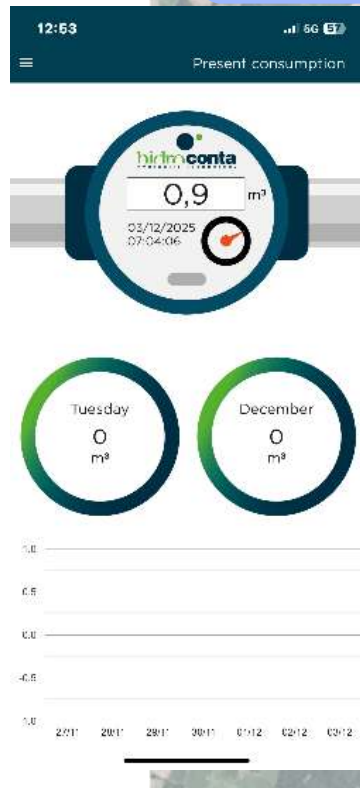 12:53
5G 57
Present consumption
hidroconta
0,9 m³
03/12/2025
07:04:06
Tuesday
0
m³
December
0
m³
1.0
0.5
0.0
-0.5
27/11 28/11 29/11 30/11 01/12 02/12 03/12